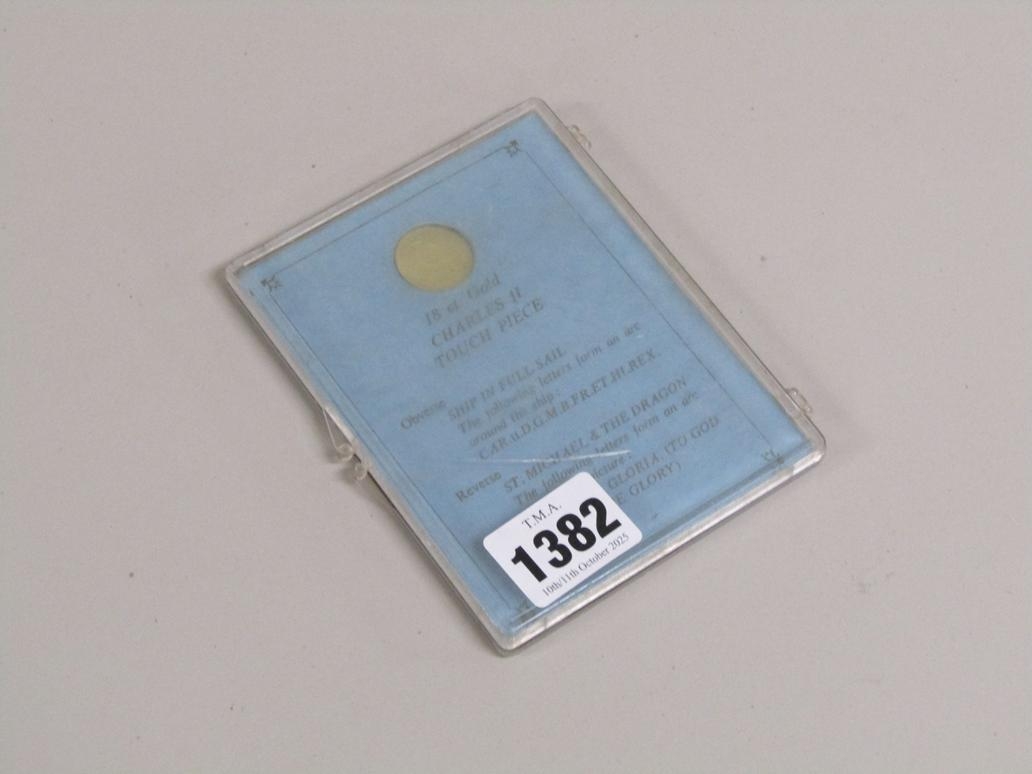 18 ct Gold
CHARLES II
TOUCH PIECE
Obverse SHIP IN FULL SAIL
The following letters form an arc
around the ship:
CAR.II.D.G.M.B.FR.ET.HI.REX.
Reverse ST. MICHAEL & THE DRAGON
The following letters form an arc
picture:
GLORIA. (TO GOD
E GLORY)
T.M.A.
1382
10th/11th October 2025